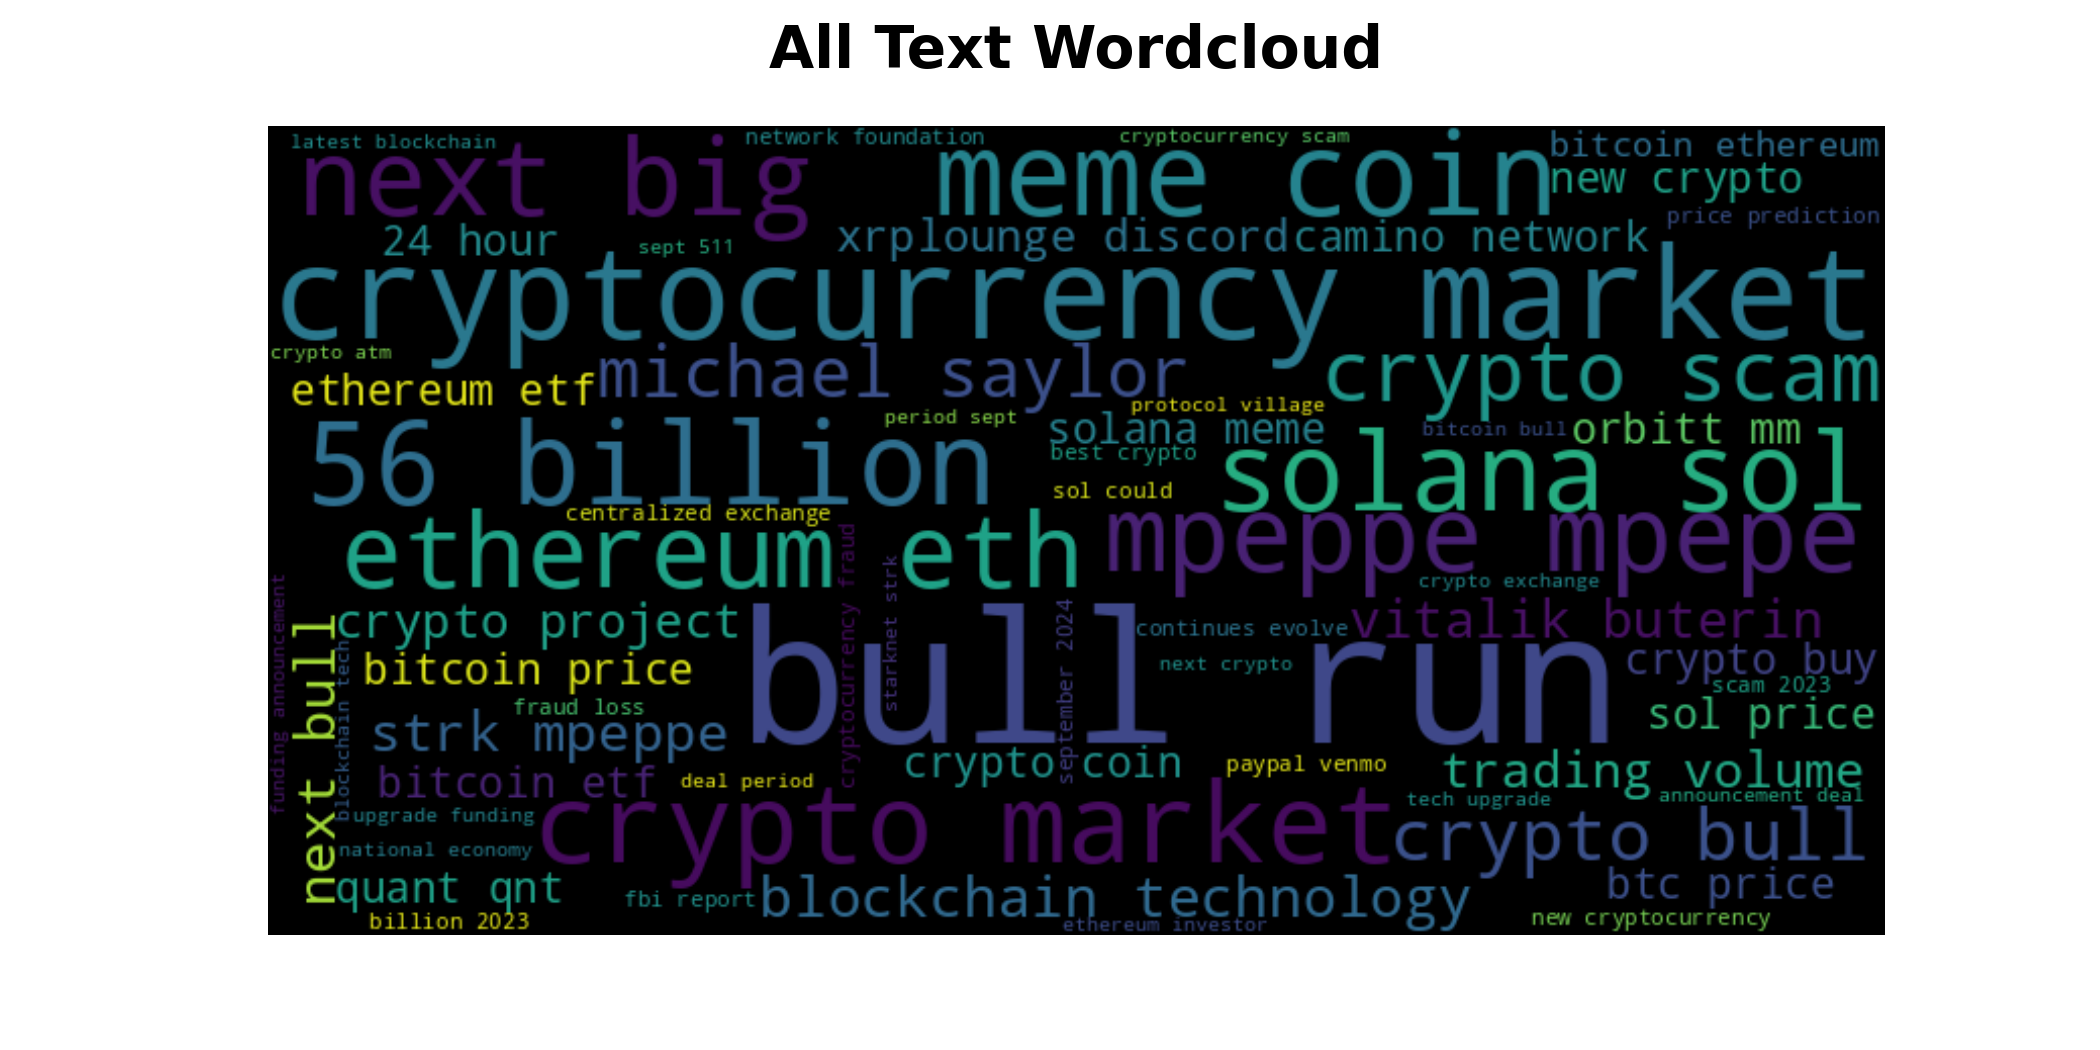 All Text Wordcloud
latest blockchain
network foundation
cryptocurrency scam
bitcoin ethereum
next big
meme coin
new crypto
price prediction
24 hour
sept 511
xrplounge discord
camino network
cryptocurrency market
crypto atm
michael saylor
crypto scam
ethereum etf
period sept
protocol village
solana meme
bitcoin bull
orbitt mm
56 billion
best crypto
solana sol
sol could
centralized exchange
ethereum eth
mpeppe mpepe
cryptocurrency fraud
starknet strk
crypto exchange
funding announcement
next bull
blockchain tech
crypto project
bull run
september 2024
continues evolve
vitalik buterin
bitcoin price
next crypto
crypto buy
scam 2023
fraud loss
sol price
strk mpeppe
crypto coin
paypal venmo
trading volume
bitcoin etf
deal period
tech upgrade
announcement deal
upgrade funding
crypto market
crypto bull
national economy
quant qnt
fbi report
blockchain technology
btc price
billion 2023
ethereum investor
new cryptocurrency